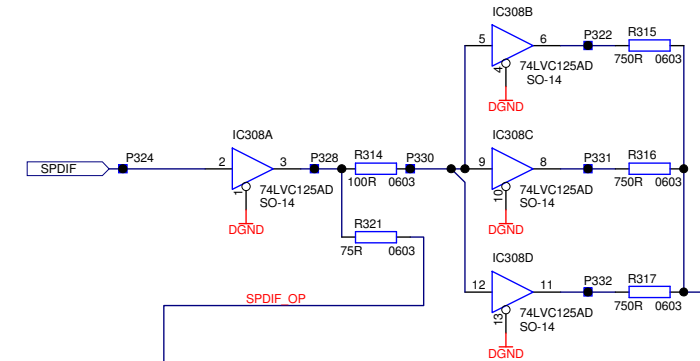 IC308B
5
6
P322
R315
4
74LVC125AD
SO-14
750R
0603
DGND
SPDIF
P324
IC308A
2
3
P328
R314
P330
1
74LVC125AD
SO-14
100R
0603
DGND
IC308C
9
8
P331
R316
10
74LVC125AD
SO-14
750R
0603
DGND
R321
75R
0603
SPDIF_OP
IC308D
12
11
P332
R317
13
74LVC125AD
SO-14
750R
0603
DGND